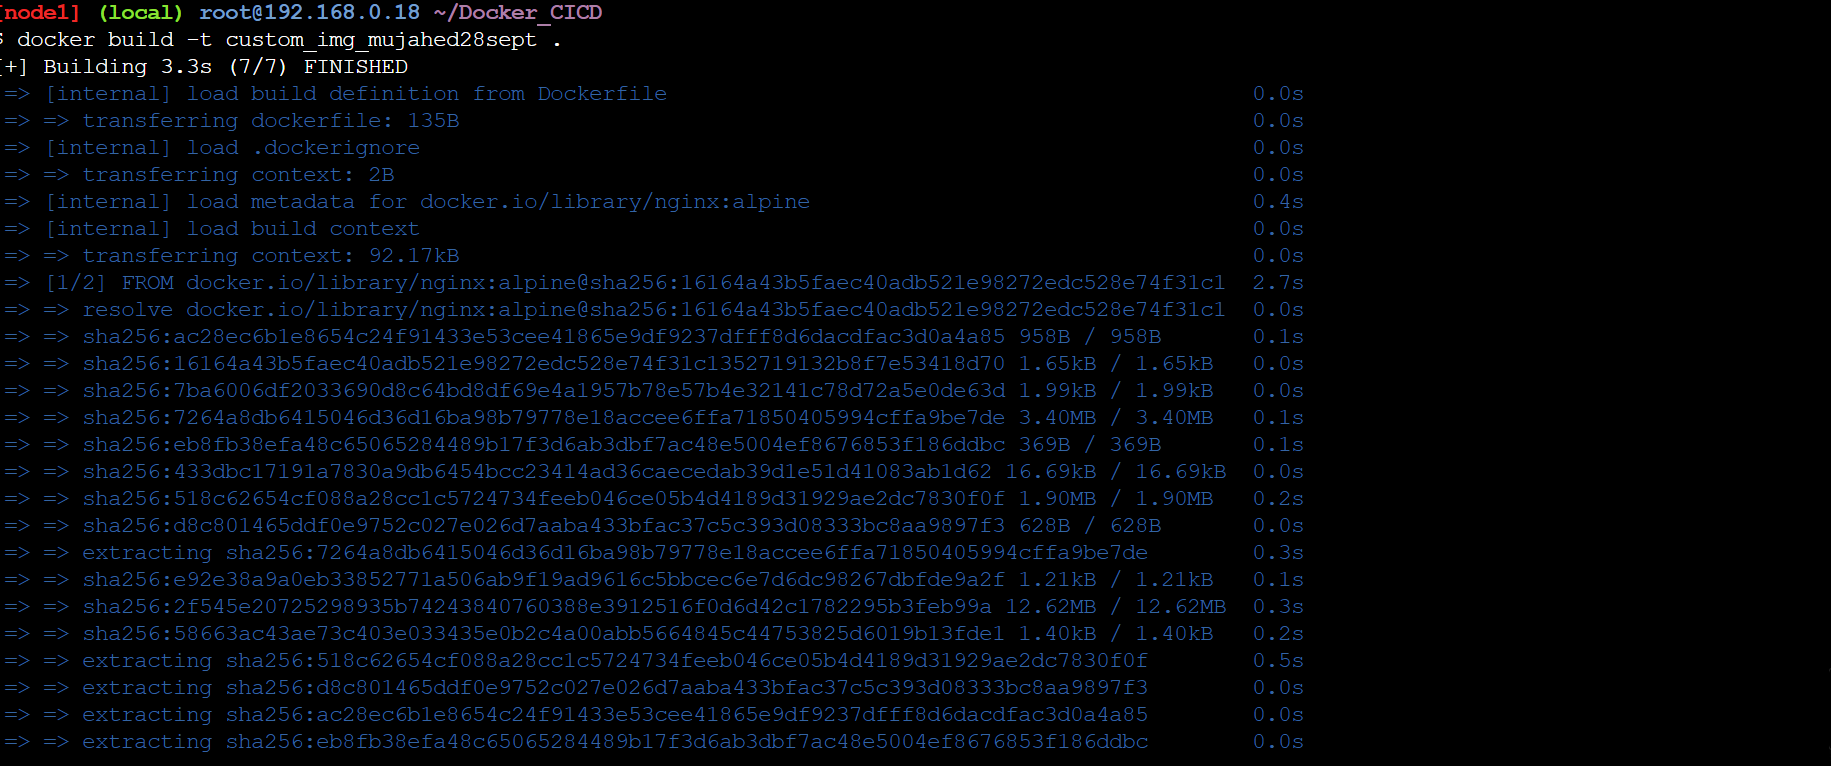 [node1] (local) root@192.168.0.18 ~/Docker_CICD
$ docker build -t custom_img_mujahed28sept .
[+] Building 3.3s (7/7) FINISHED
=> [internal] load build definition from Dockerfile 0.0s
=> => transferring dockerfile: 135B 0.0s
=> [internal] load .dockerignore 0.0s
=> => transferring context: 2B 0.0s
=> [internal] load metadata for docker.io/library/nginx:alpine 0.4s
=> [internal] load build context 0.0s
=> => transferring context: 92.17kB 0.0s
=> [1/2] FROM docker.io/library/nginx:alpine@sha256:16164a43b5faec40adb521e98272edc528e74f31c1 2.7s
=> => resolve docker.io/library/nginx:alpine@sha256:16164a43b5faec40adb521e98272edc528e74f31c1 0.0s
=> => sha256:ac28ec6b1e8654c24f91433e53cee41865e9df9237dfff8d6dacdfac3d0a4a85 958B / 958B 0.1s
=> => sha256:16164a43b5faec40adb521e98272edc528e74f31c1352719132b8f7e53418d70 1.65kB / 1.65kB 0.0s
=> => sha256:7ba6006df2033690d8c64bd8df69e4a1957b78e57b4e32141c78d72a5e0de63d 1.99kB / 1.99kB 0.0s
=> => sha256:7264a8db6415046d36d16ba98b79778e18accee6ffa71850405994cffa9be7de 3.40MB / 3.40MB 0.1s
=> => sha256:eb8fb38efa48c65065284489b17f3d6ab3dbf7ac48e5004ef8676853f186ddbc 369B / 369B 0.1s
=> => sha256:433dbc17191a7830a9db6454bcc23414ad36caecedab39d1e51d41083ab1d62 16.69kB / 16.69kB 0.0s
=> => sha256:518c62654cf088a28cc1c5724734feeb046ce05b4d4189d31929ae2dc7830f0f 1.90MB / 1.90MB 0.2s
=> => sha256:d8c801465ddf0e9752c027e026d7aaba433bfac37c5c393d08333bc8aa9897f3 628B / 628B 0.0s
=> => extracting sha256:7264a8db6415046d36d16ba98b79778e18accee6ffa71850405994cffa9be7de 0.3s
=> => sha256:e92e38a9a0eb33852771a506ab9f19ad9616c5bbcec6e7d6dc98267dbfde9a2f 1.21kB / 1.21kB 0.1s
=> => sha256:2f545e20725298935b74243840760388e3912516f0d6d42c1782295b3feb99a 12.62MB / 12.62MB 0.3s
=> => sha256:58663ac43ae73c403e033435e0b2c4a00abb5664845c44753825d6019b13fde1 1.40kB / 1.40kB 0.2s
=> => extracting sha256:518c62654cf088a28cc1c5724734feeb046ce05b4d4189d31929ae2dc7830f0f 0.5s
=> => extracting sha256:d8c801465ddf0e9752c027e026d7aaba433bfac37c5c393d08333bc8aa9897f3 0.0s
=> => extracting sha256:ac28ec6b1e8654c24f91433e53cee41865e9df9237dfff8d6dacdfac3d0a4a85 0.0s
=> => extracting sha256:eb8fb38efa48c65065284489b17f3d6ab3dbf7ac48e5004ef8676853f186ddbc 0.0s